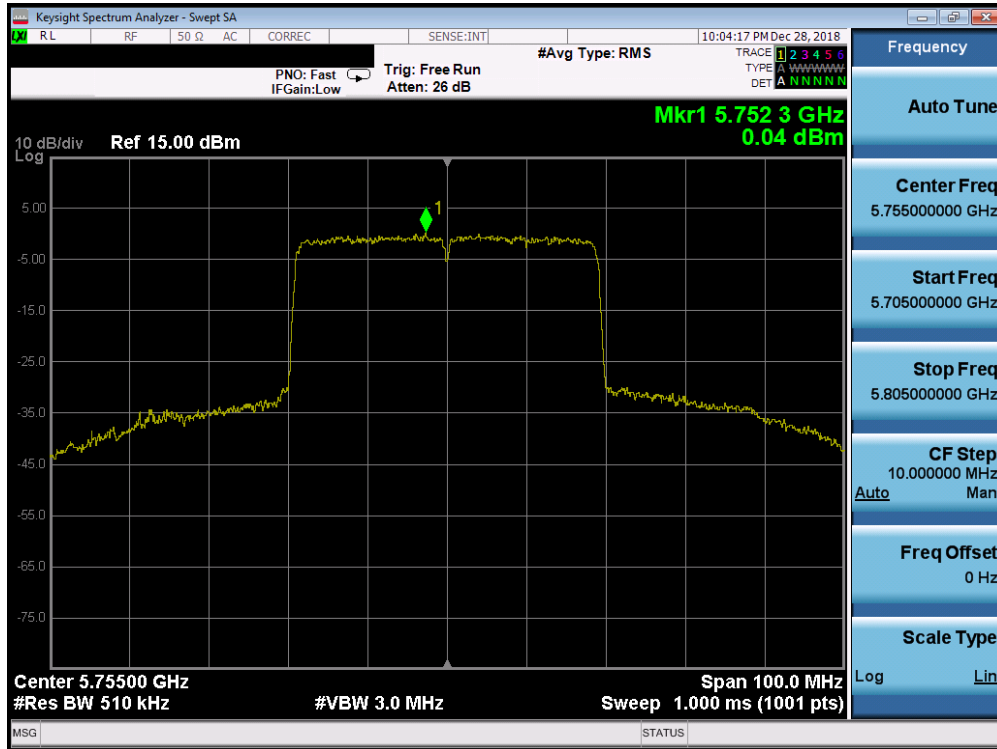 Keysight Spectrum Analyzer - Swept SA
LXI RL RF 50 Ω AC CORREC SENSE:INT 10:04:17 PM Dec 28, 2018
#Avg Type: RMS TRACE 1 2 3 4 5 6
PNO: Fast Trig: Free Run TYPE A WWWWW
IFGain:Low Atten: 26 dB DET A N N N N N
Mkr1 5.752 3 GHz
0.04 dBm
10 dB/div Ref 15.00 dBm
Log
1
5.00
-5.00
-15.0
-25.0
-35.0
-45.0
-55.0
-65.0
-75.0
Center 5.75500 GHz Span 100.0 MHz
#Res BW 510 kHz #VBW 3.0 MHz Sweep 1.000 ms (1001 pts)
MSG STATUS
Frequency
Auto Tune
Center Freq
5.755000000 GHz
Start Freq
5.705000000 GHz
Stop Freq
5.805000000 GHz
CF Step
10.000000 MHz
Auto Man
Freq Offset
0 Hz
Scale Type
Log Lin